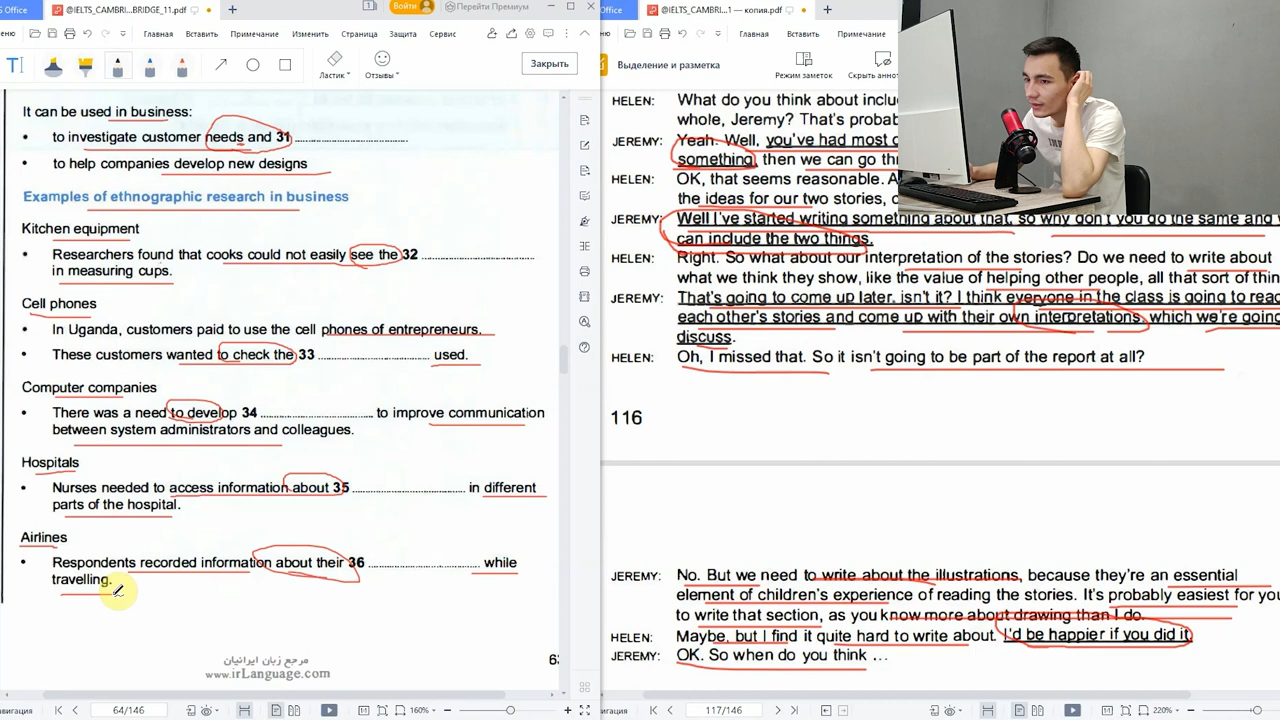 Office
@IELTS_CAMBRI...BRIDGE_11.pdf
1
Войти
Перейти Премиум
Главная
Вставить
Примечание
Изменить
Страница
Защита
Сервис
Ластик
Отзывы
Закрыть
It can be used in business:
• to investigate customer needs and 31 ........................................
• to help companies develop new designs
Examples of ethnographic research in business
Kitchen equipment
• Researchers found that cooks could not easily see the 32 ........................................
in measuring cups.
Cell phones
• In Uganda, customers paid to use the cell phones of entrepreneurs.
• These customers wanted to check the 33 ........................................ used.
Computer companies
• There was a need to develop 34 ........................................ to improve communication
between system administrators and colleagues.
Hospitals
• Nurses needed to access information about 35 ........................................ in different
parts of the hospital.
Airlines
• Respondents recorded information about their 36 ........................................ while
travelling.
مرجع زبان ایرانیان
www.irLanguage.com
авигация
64/146
160%
Office
@IELTS_CAMBRI...1 — копия.pdf
Главная
Вставить
Примечание
Выделение и разметка
Режим заметок
Скрыть аннот
HELEN: What do you think about inclu
whole, Jeremy? That's probab
JEREMY: Yeah. Well, you've had most o
something, then we can go thr
HELEN: OK, that seems reasonable. A
the ideas for our two stories, o
JEREMY: Well I've started writing something about that, so why don't you do the same and
can include the two things.
HELEN: Right. So what about our interpretation of the stories? Do we need to write about
what we think they show, like the value of helping other people, all that sort of thin
JEREMY: That's going to come up later, isn't it? I think everyone in the class is going to read
each other's stories and come up with their own interpretations, which we're going
discuss.
HELEN: Oh, I missed that. So it isn't going to be part of the report at all?
116
JEREMY: No. But we need to write about the illustrations, because they're an essential
element of children's experience of reading the stories. It's probably easiest for you
to write that section, as you know more about drawing than I do.
HELEN: Maybe, but I find it quite hard to write about. I'd be happier if you did it.
JEREMY: OK. So when do you think ...
117/146
220%